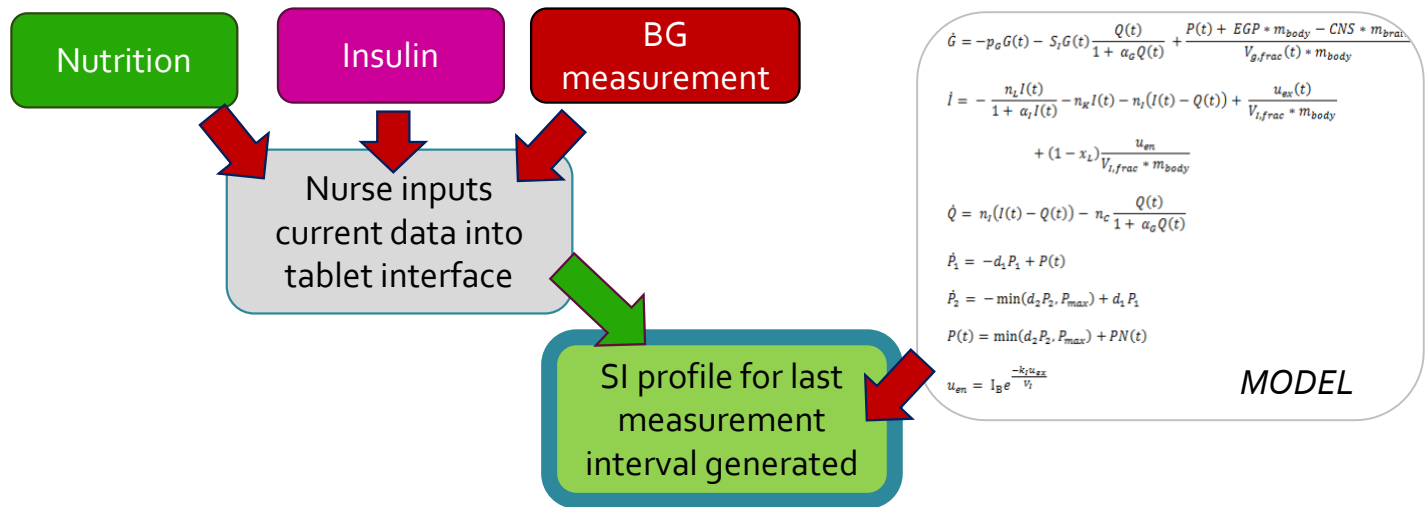 Nutrition
Insulin
BG
measurement
Nurse inputs
current data into
tablet interface
SI profile for last
measurement
interval generated
Ġ = −p_G G(t) − S_I G(t) Q(t) / (1 + α_G Q(t)) + (P(t) + EGP * m_body − CNS * m_brain) / (V_g,frac(t) * m_body)
İ = − n_L I(t) / (1 + α_I I(t)) − n_K I(t) − n_I(I(t) − Q(t)) + u_ex(t) / (V_I,frac * m_body)
+ (1 − x_L) u_en / (V_I,frac * m_body)
Q̇ = n_I(I(t) − Q(t)) − n_C Q(t) / (1 + α_G Q(t))
Ṗ_1 = −d_1 P_1 + P(t)
Ṗ_2 = − min(d_2 P_2, P_max) + d_1 P_1
P(t) = min(d_2 P_2, P_max) + PN(t)
u_en = I_B e^(−k_I u_ex / V_I)
MODEL